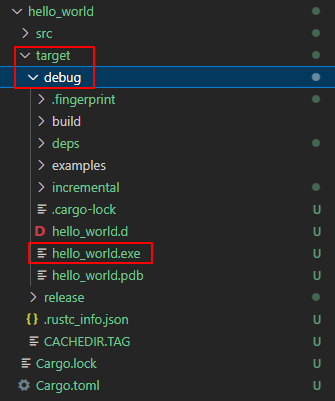 hello_world
src
target
debug
.fingerprint
build
deps
examples
incremental
.cargo-lock U
D hello_world.d U
hello_world.exe U
hello_world.pdb U
release
{} .rustc_info.json U
CACHEDIR.TAG U
Cargo.lock U
Cargo.toml U